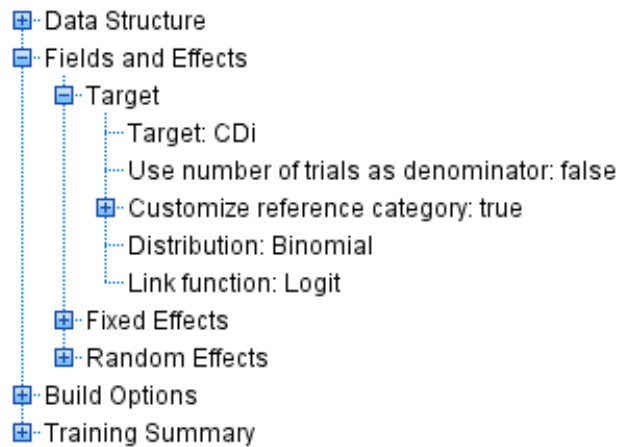 Data Structure
Fields and Effects
Target
Target: CDi
Use number of trials as denominator: false
Customize reference category: true
Distribution: Binomial
Link function: Logit
Fixed Effects
Random Effects
Build Options
Training Summary